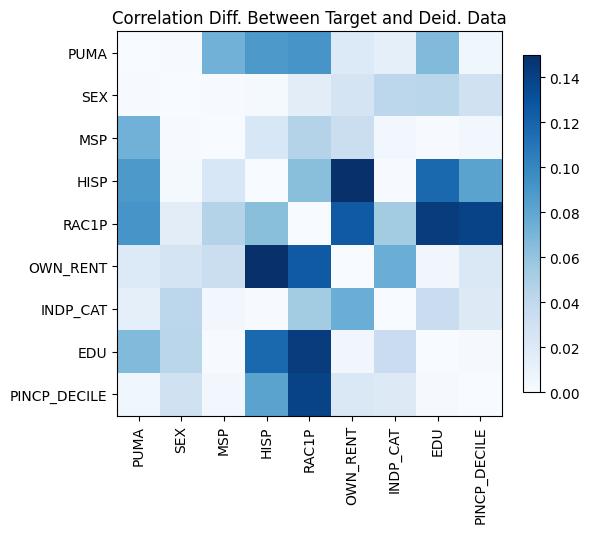 Correlation Diff. Between Target and Deid. Data
PUMA
SEX
MSP
HISP
RAC1P
OWN_RENT
INDP_CAT
EDU
PINCP_DECILE
PUMA
SEX
MSP
HISP
RAC1P
OWN_RENT
INDP_CAT
EDU
PINCP_DECILE
0.14
0.12
0.10
0.08
0.06
0.04
0.02
0.00